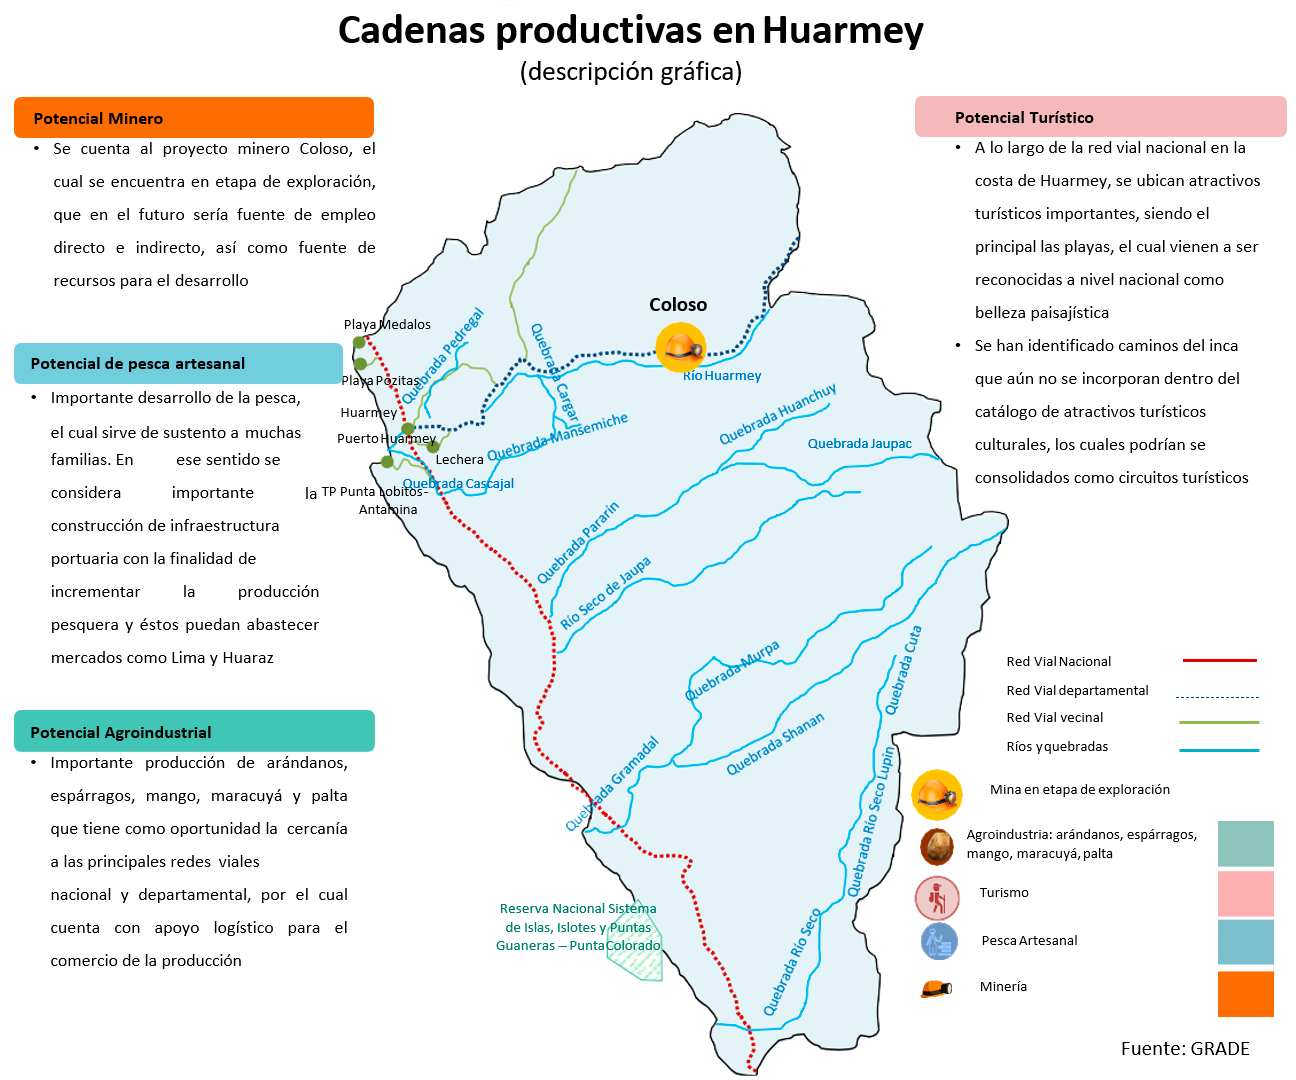 Cadenas productivas en Huarmey
(descripción gráfica)
Potencial Minero
• Se cuenta al proyecto minero Coloso, el
cual se encuentra en etapa de exploración,
que en el futuro sería fuente de empleo
directo e indirecto, así como fuente de
recursos para el desarrollo
Potencial de pesca artesanal
• Importante desarrollo de la pesca,
el cual sirve de sustento a muchas
familias. En ese sentido se
considera importante la
construcción de infraestructura
portuaria con la finalidad de
incrementar la producción
pesquera y éstos puedan abastecer
mercados como Lima y Huaraz
Potencial Agroindustrial
• Importante producción de arándanos,
espárragos, mango, maracuyá y palta
que tiene como oportunidad la cercanía
a las principales redes viales
nacional y departamental, por el cual
cuenta con apoyo logístico para el
comercio de la producción
Potencial Turístico
• A lo largo de la red vial nacional en la
costa de Huarmey, se ubican atractivos
turísticos importantes, siendo el
principal las playas, el cual vienen a ser
reconocidas a nivel nacional como
belleza paisajística
• Se han identificado caminos del inca
que aún no se incorporan dentro del
catálogo de atractivos turísticos
culturales, los cuales podrían se
consolidados como circuitos turísticos
Coloso
Playa Medalos
Playa Pozitas
Huarmey
Puerto Huarmey
Lechera
TP Punta Lobitos-
Antamina
Quebrada Pedregal
Quebrada Cargar
Río Huarmey
Quebrada Mansemiche
Quebrada Cascajal
Quebrada Huanchuy
Quebrada Jaupac
Quebrada Pararin
Río Seco de Jaupa
Quebrada Murpa
Quebrada Cuta
Quebrada Shanan
Quebrada Gramadal
Quebrada Río Seco Lupin
Quebrada Río Seco
Reserva Nacional Sistema
de Islas, Islotes y Puntas
Guaneras – Punta Colorado
Red Vial Nacional
Red Vial departamental
Red Vial vecinal
Ríos y quebradas
Mina en etapa de exploración
Agroindustria: arándanos, espárragos,
mango, maracuyá, palta
Turismo
Pesca Artesanal
Minería
Fuente: GRADE